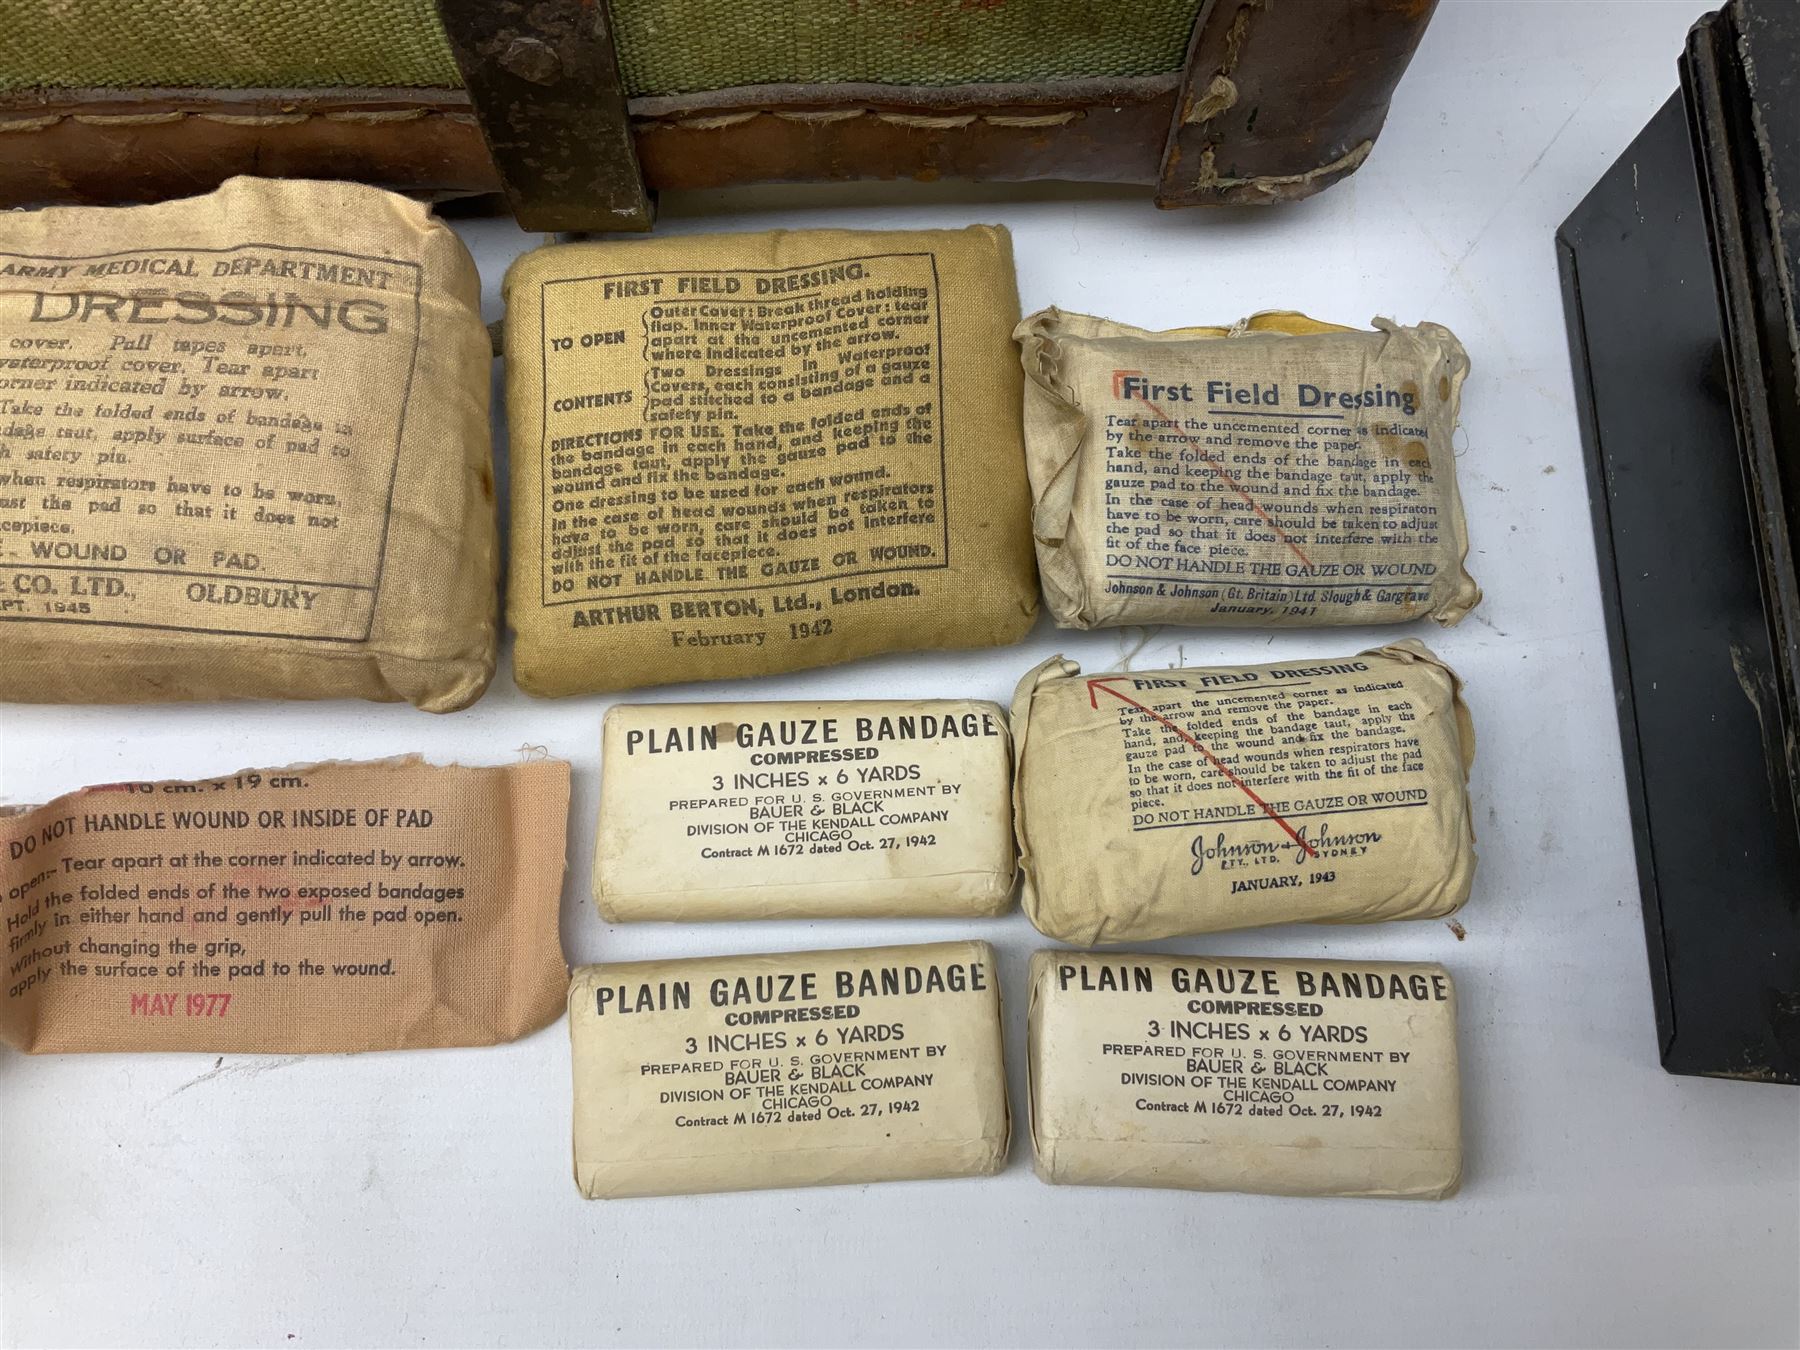 ARMY MEDICAL DEPARTMENT
DRESSING
cover. Pull tapes apart,
waterproof cover. Tear apart
corner indicated by arrow.
Take the folded ends of bandage in
taut, apply surface of pad to
safety pin.
when respirators have to be worn,
the pad so that it does not
WOUND OR PAD.
& CO. LTD., OLDBURY
SEPT. 1945
FIRST FIELD DRESSING.
TO OPEN
Outer Cover: Break thread holding
flap. Inner Waterproof Cover: tear
apart at the uncemented corner
where indicated by the arrow.
CONTENTS
Two Dressings in Waterproof
Covers, each consisting of a gauze
pad stitched to a bandage and a
safety pin.
DIRECTIONS FOR USE. Take the folded ends of
the bandage in each hand, and keeping the
bandage taut, apply the gauze pad to the
wound and fix the bandage.
One dressing to be used for each wound.
In the case of head wounds when respirators
have to be worn, care should be taken to
adjust the pad so that it does not interfere
with the fit of the facepiece.
DO NOT HANDLE THE GAUZE OR WOUND.
ARTHUR BERTON, Ltd., London.
February 1942
First Field Dressing
Tear apart the uncemented corner as indicated
by the arrow and remove the paper.
Take the folded ends of the bandage in each
hand, and keeping the bandage taut, apply the
gauze pad to the wound and fix the bandage.
In the case of head wounds when respirators
have to be worn, care should be taken to adjust
the pad so that it does not interfere with the
fit of the face piece.
DO NOT HANDLE THE GAUZE OR WOUND
Johnson & Johnson (Gt. Britain) Ltd. Slough & Gargrave
January, 1941
FIRST FIELD DRESSING
Tear apart the uncemented corner as indicated
by the arrow and remove the paper.
Take the folded ends of the bandage in each
hand, and, keeping the bandage taut, apply the
gauze pad to the wound and fix the bandage.
In the case of head wounds when respirators have
to be worn, care should be taken to adjust the pad
so that it does not interfere with the fit of the face
piece.
DO NOT HANDLE THE GAUZE OR WOUND
Johnson & Johnson
PTY., LTD. SYDNEY
JANUARY, 1943
PLAIN GAUZE BANDAGE
COMPRESSED
3 INCHES x 6 YARDS
PREPARED FOR U. S. GOVERNMENT BY
BAUER & BLACK
DIVISION OF THE KENDALL COMPANY
CHICAGO
Contract M 1672 dated Oct. 27, 1942
10 cm. x 19 cm.
DO NOT HANDLE WOUND OR INSIDE OF PAD
open:- Tear apart at the corner indicated by arrow.
Hold the folded ends of the two exposed bandages
firmly in either hand and gently pull the pad open.
Without changing the grip,
apply the surface of the pad to the wound.
MAY 1977
PLAIN GAUZE BANDAGE
COMPRESSED
3 INCHES x 6 YARDS
PREPARED FOR U. S. GOVERNMENT BY
BAUER & BLACK
DIVISION OF THE KENDALL COMPANY
CHICAGO
Contract M 1672 dated Oct. 27, 1942
PLAIN GAUZE BANDAGE
COMPRESSED
3 INCHES x 6 YARDS
PREPARED FOR U. S. GOVERNMENT BY
BAUER & BLACK
DIVISION OF THE KENDALL COMPANY
CHICAGO
Contract M 1672 dated Oct. 27, 1942